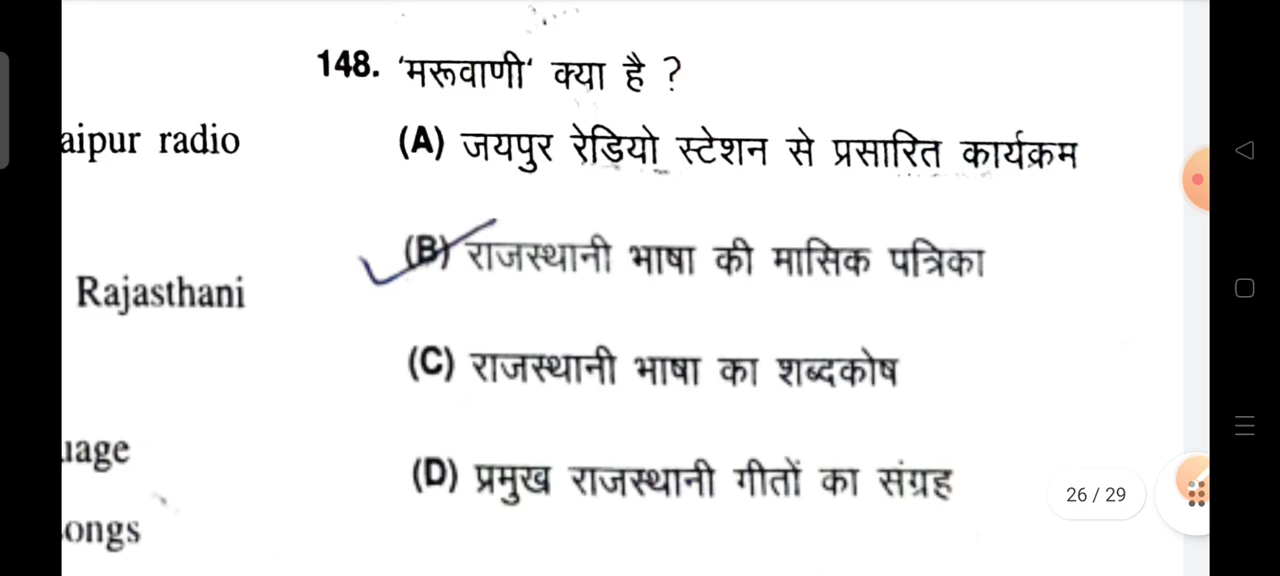 148. ‘मरूवाणी‘ क्या है ?
aipur radio
(A) जयपुर रेडियो स्टेशन से प्रसारित कार्यक्रम
(B) राजस्थानी भाषा की मासिक पत्रिका
Rajasthani
(C) राजस्थानी भाषा का शब्दकोष
uage
(D) प्रमुख राजस्थानी गीतों का संग्रह
ongs
26 / 29